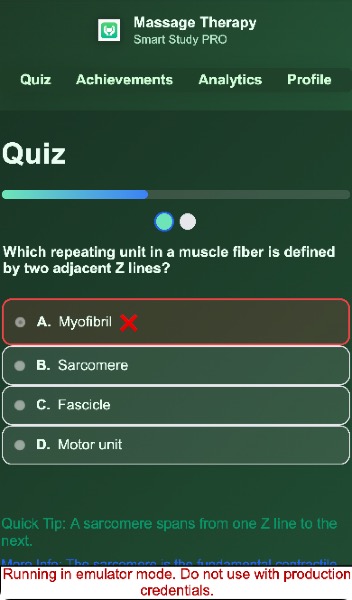 Massage Therapy
Smart Study PRO
Quiz Achievements Analytics Profile
Quiz
Which repeating unit in a muscle fiber is defined
by two adjacent Z lines?
A. Myofibril ❌
B. Sarcomere
C. Fascicle
D. Motor unit
Quick Tip: A sarcomere spans from one Z line to the
next.
More Info: The sarcomere is the fundamental contractile
Running in emulator mode. Do not use with production
credentials.